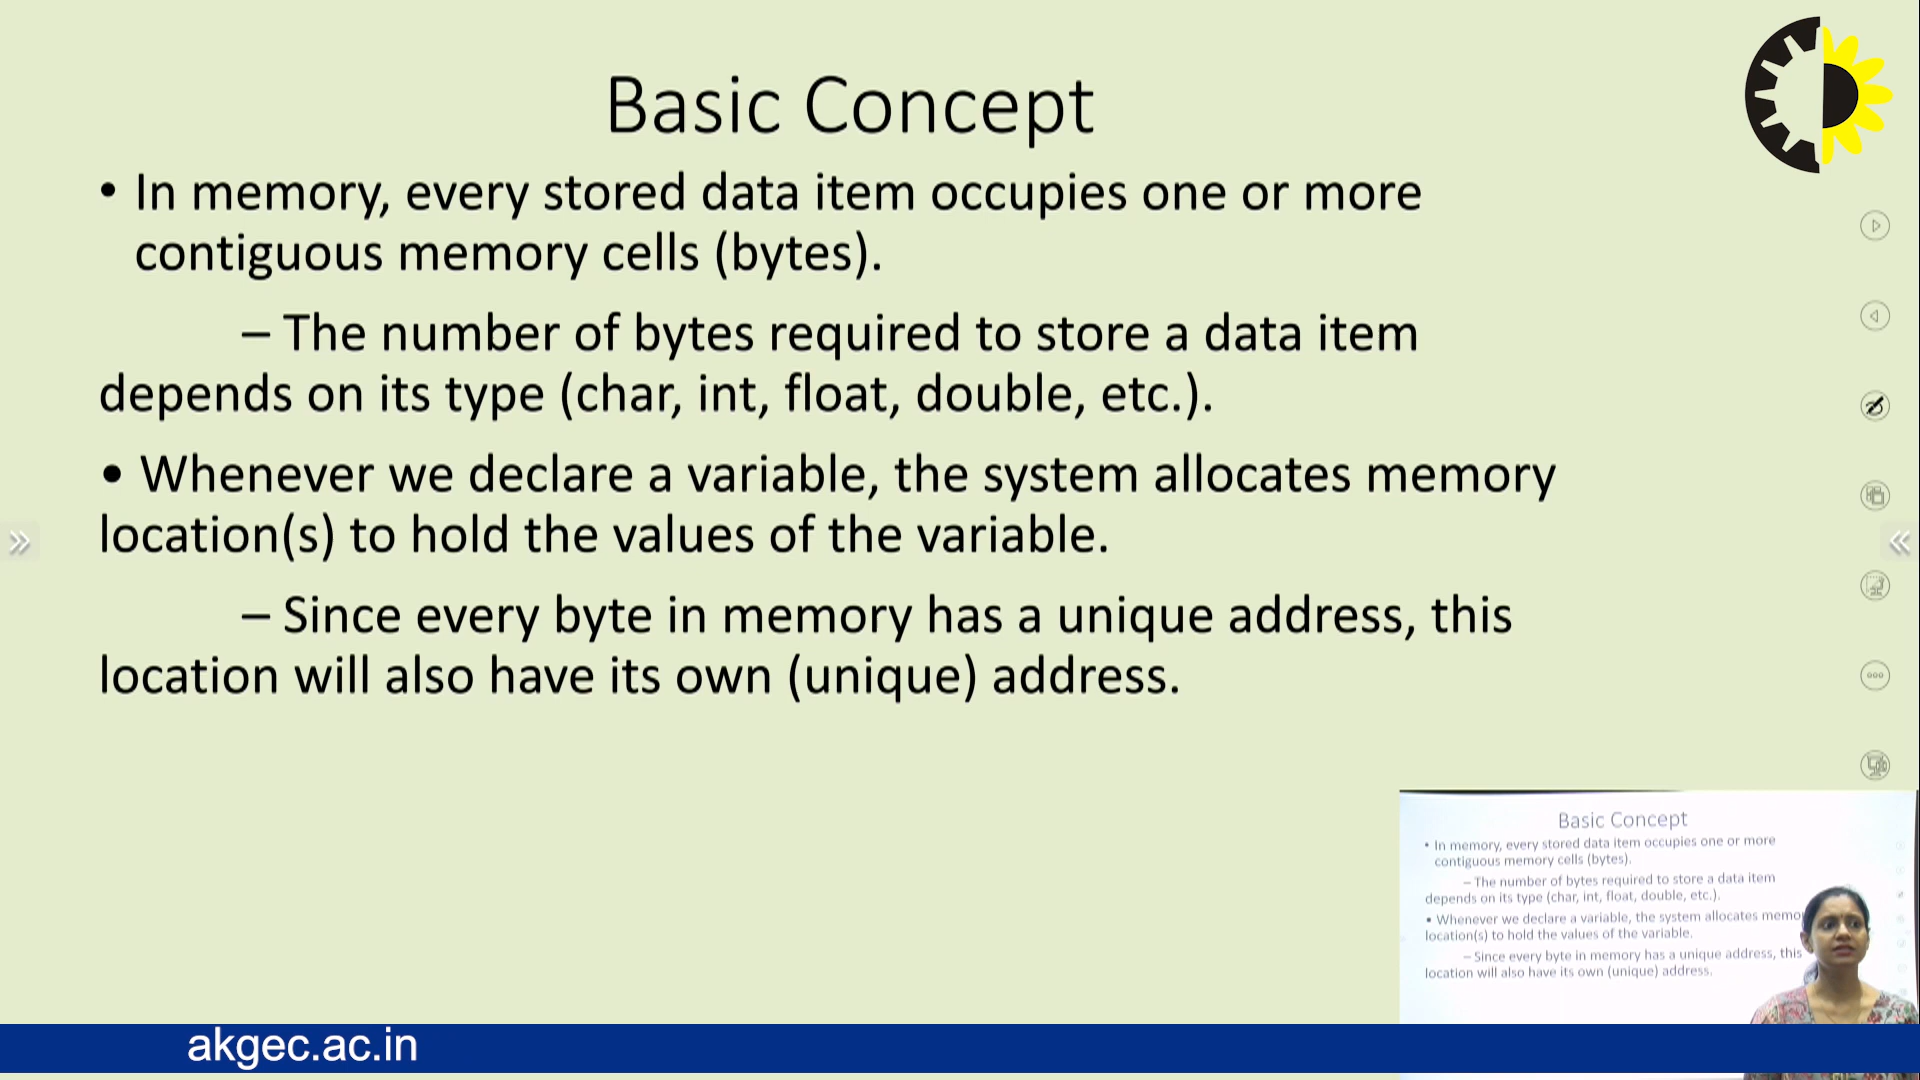 Basic Concept
• In memory, every stored data item occupies one or more
contiguous memory cells (bytes).
– The number of bytes required to store a data item
depends on its type (char, int, float, double, etc.).
• Whenever we declare a variable, the system allocates memory
location(s) to hold the values of the variable.
– Since every byte in memory has a unique address, this
location will also have its own (unique) address.
Basic Concept
• In memory, every stored data item occupies one or more
contiguous memory cells (bytes).
– The number of bytes required to store a data item
depends on its type (char, int, float, double, etc.).
• Whenever we declare a variable, the system allocates memo
location(s) to hold the values of the variable.
– Since every byte in memory has a unique address, this
location will also have its own (unique) address.
akgec.ac.in